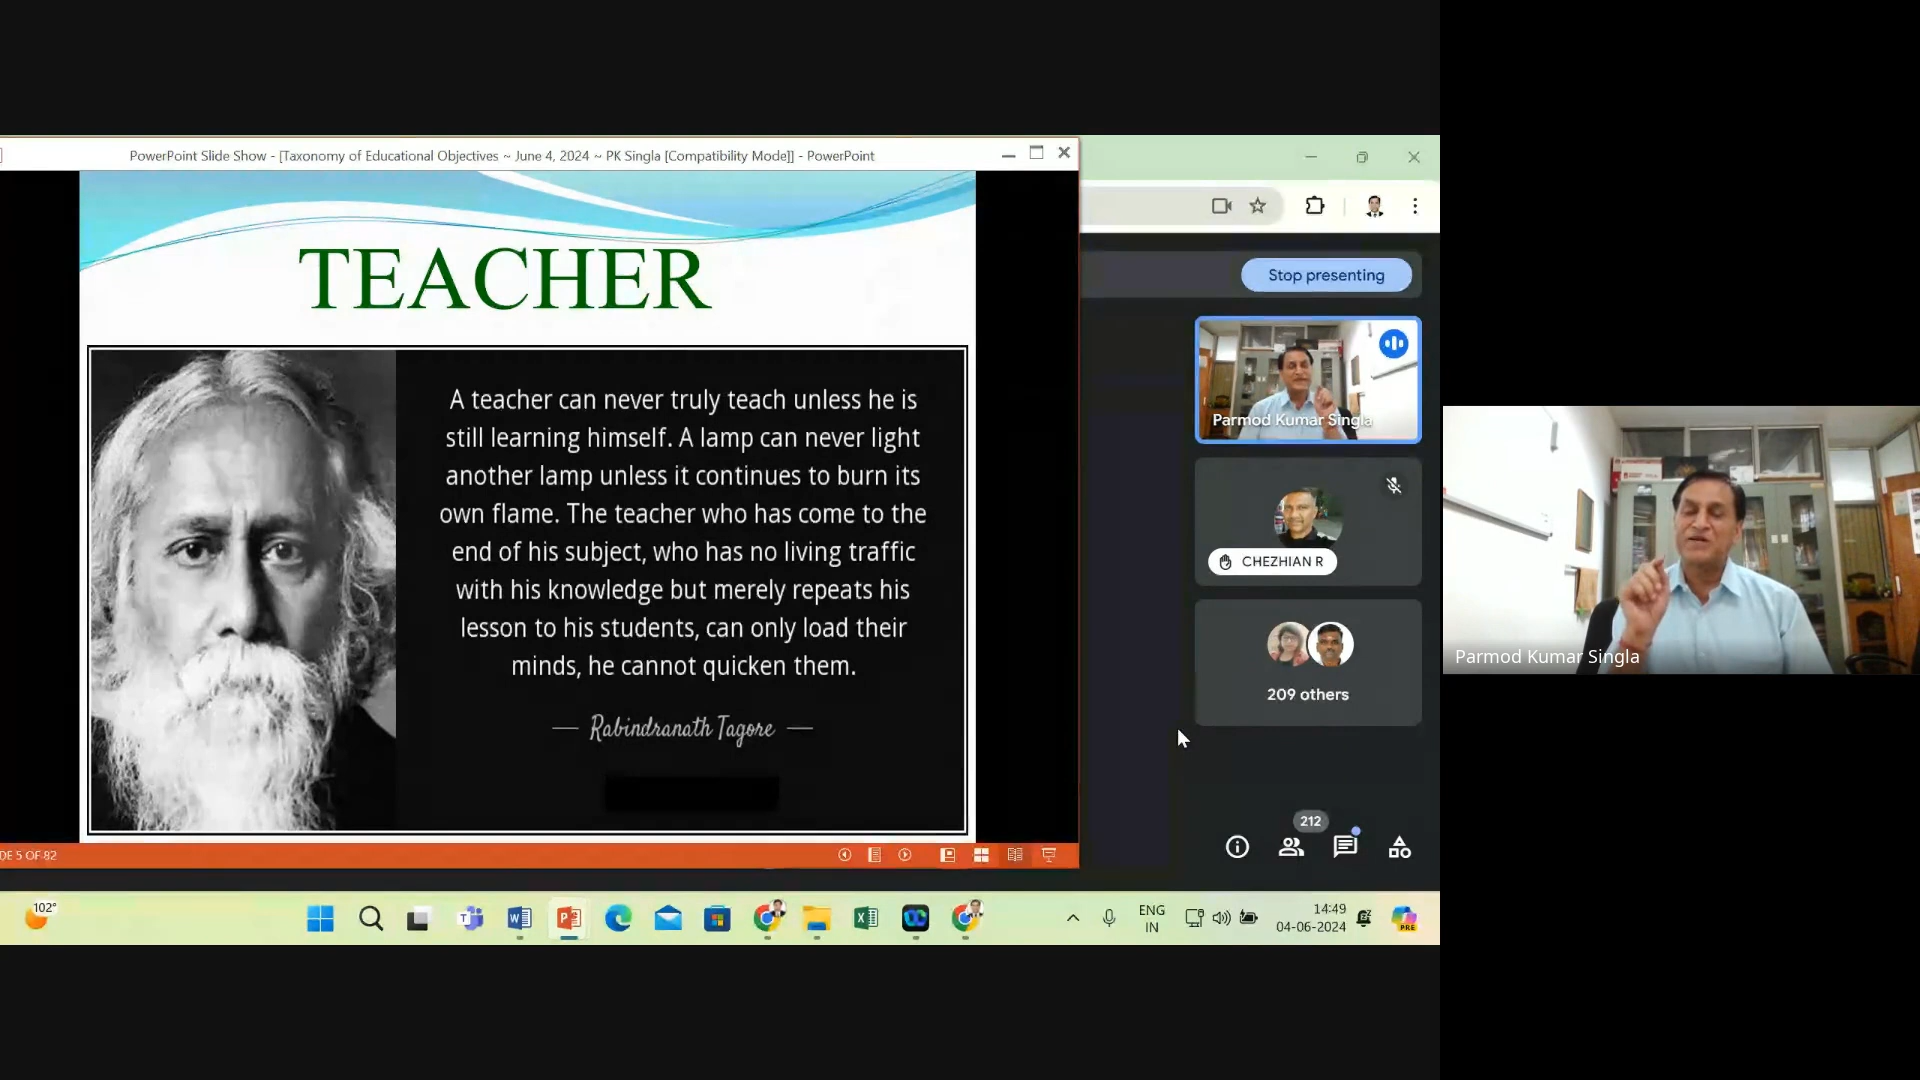 PowerPoint Slide Show - [Taxonomy of Educational Objectives ~ June 4, 2024 ~ PK Singla [Compatibility Mode]] - PowerPoint
TEACHER
A teacher can never truly teach unless he is
still learning himself. A lamp can never light
another lamp unless it continues to burn its
own flame. The teacher who has come to the
end of his subject, who has no living traffic
with his knowledge but merely repeats his
lesson to his students, can only load their
minds, he cannot quicken them.
— Rabindranath Tagore —
DE 5 OF 82
Stop presenting
Parmod Kumar Singla
CHEZHIAN R
209 others
212
Parmod Kumar Singla
102°
ENG
IN
14:49
04-06-2024
PRE